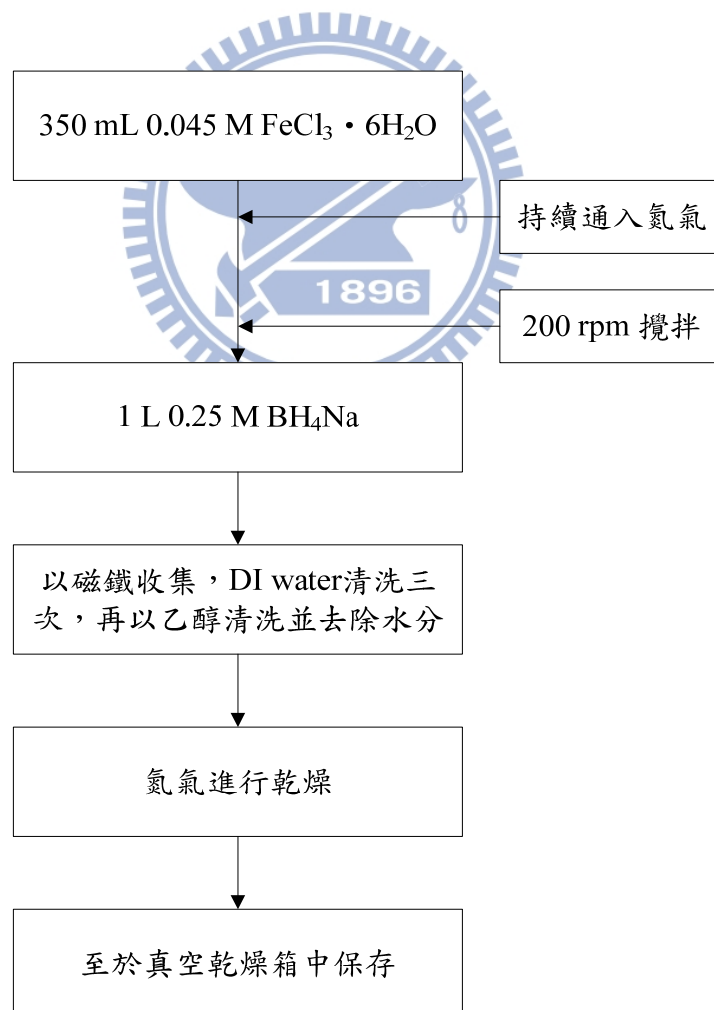 350 mL 0.045 M FeCl₃・6H₂O
持續通入氮氣
1896
200 rpm 攪拌
1 L 0.25 M BH₄Na
以磁鐵收集，DI water清洗三
次，再以乙醇清洗並去除水分
氮氣進行乾燥
至於真空乾燥箱中保存